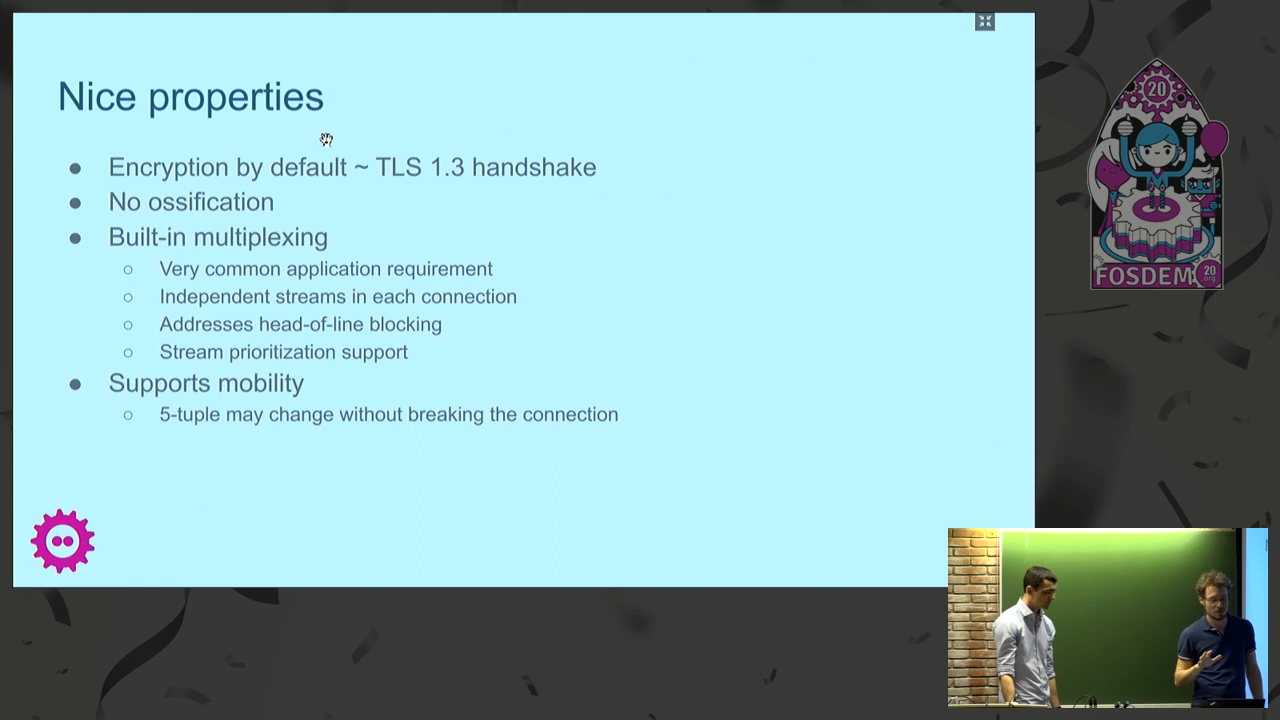 Nice properties
● Encryption by default ~ TLS 1.3 handshake
● No ossification
● Built-in multiplexing
○ Very common application requirement
○ Independent streams in each connection
○ Addresses head-of-line blocking
○ Stream prioritization support
● Supports mobility
○ 5-tuple may change without breaking the connection
20
FOSDEM
20
.org